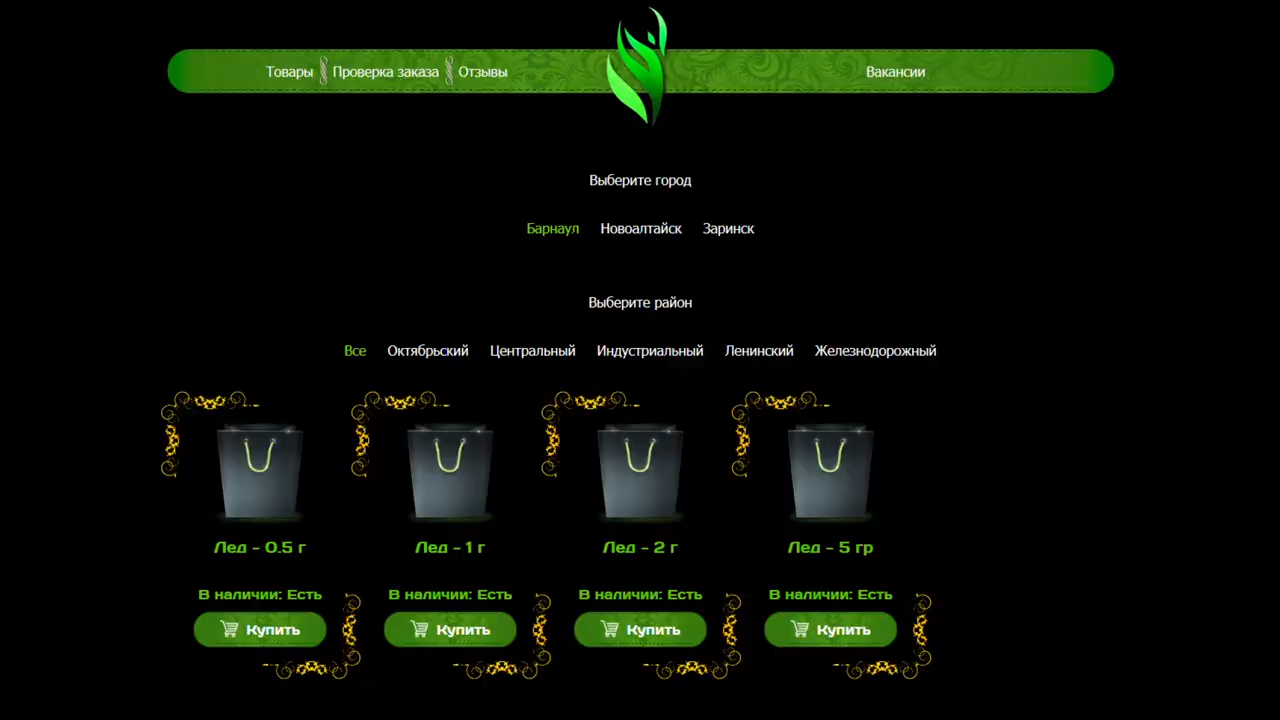 Товары Проверка заказа Отзывы Вакансии
Выберите город
Барнаул Новоалтайск Заринск
Выберите район
Все Октябрьский Центральный Индустриальный Ленинский Железнодорожный
Лед - 0.5 г Лед - 1 г Лед - 2 г Лед - 5 гр
В наличии: Есть В наличии: Есть В наличии: Есть В наличии: Есть
Купить Купить Купить Купить